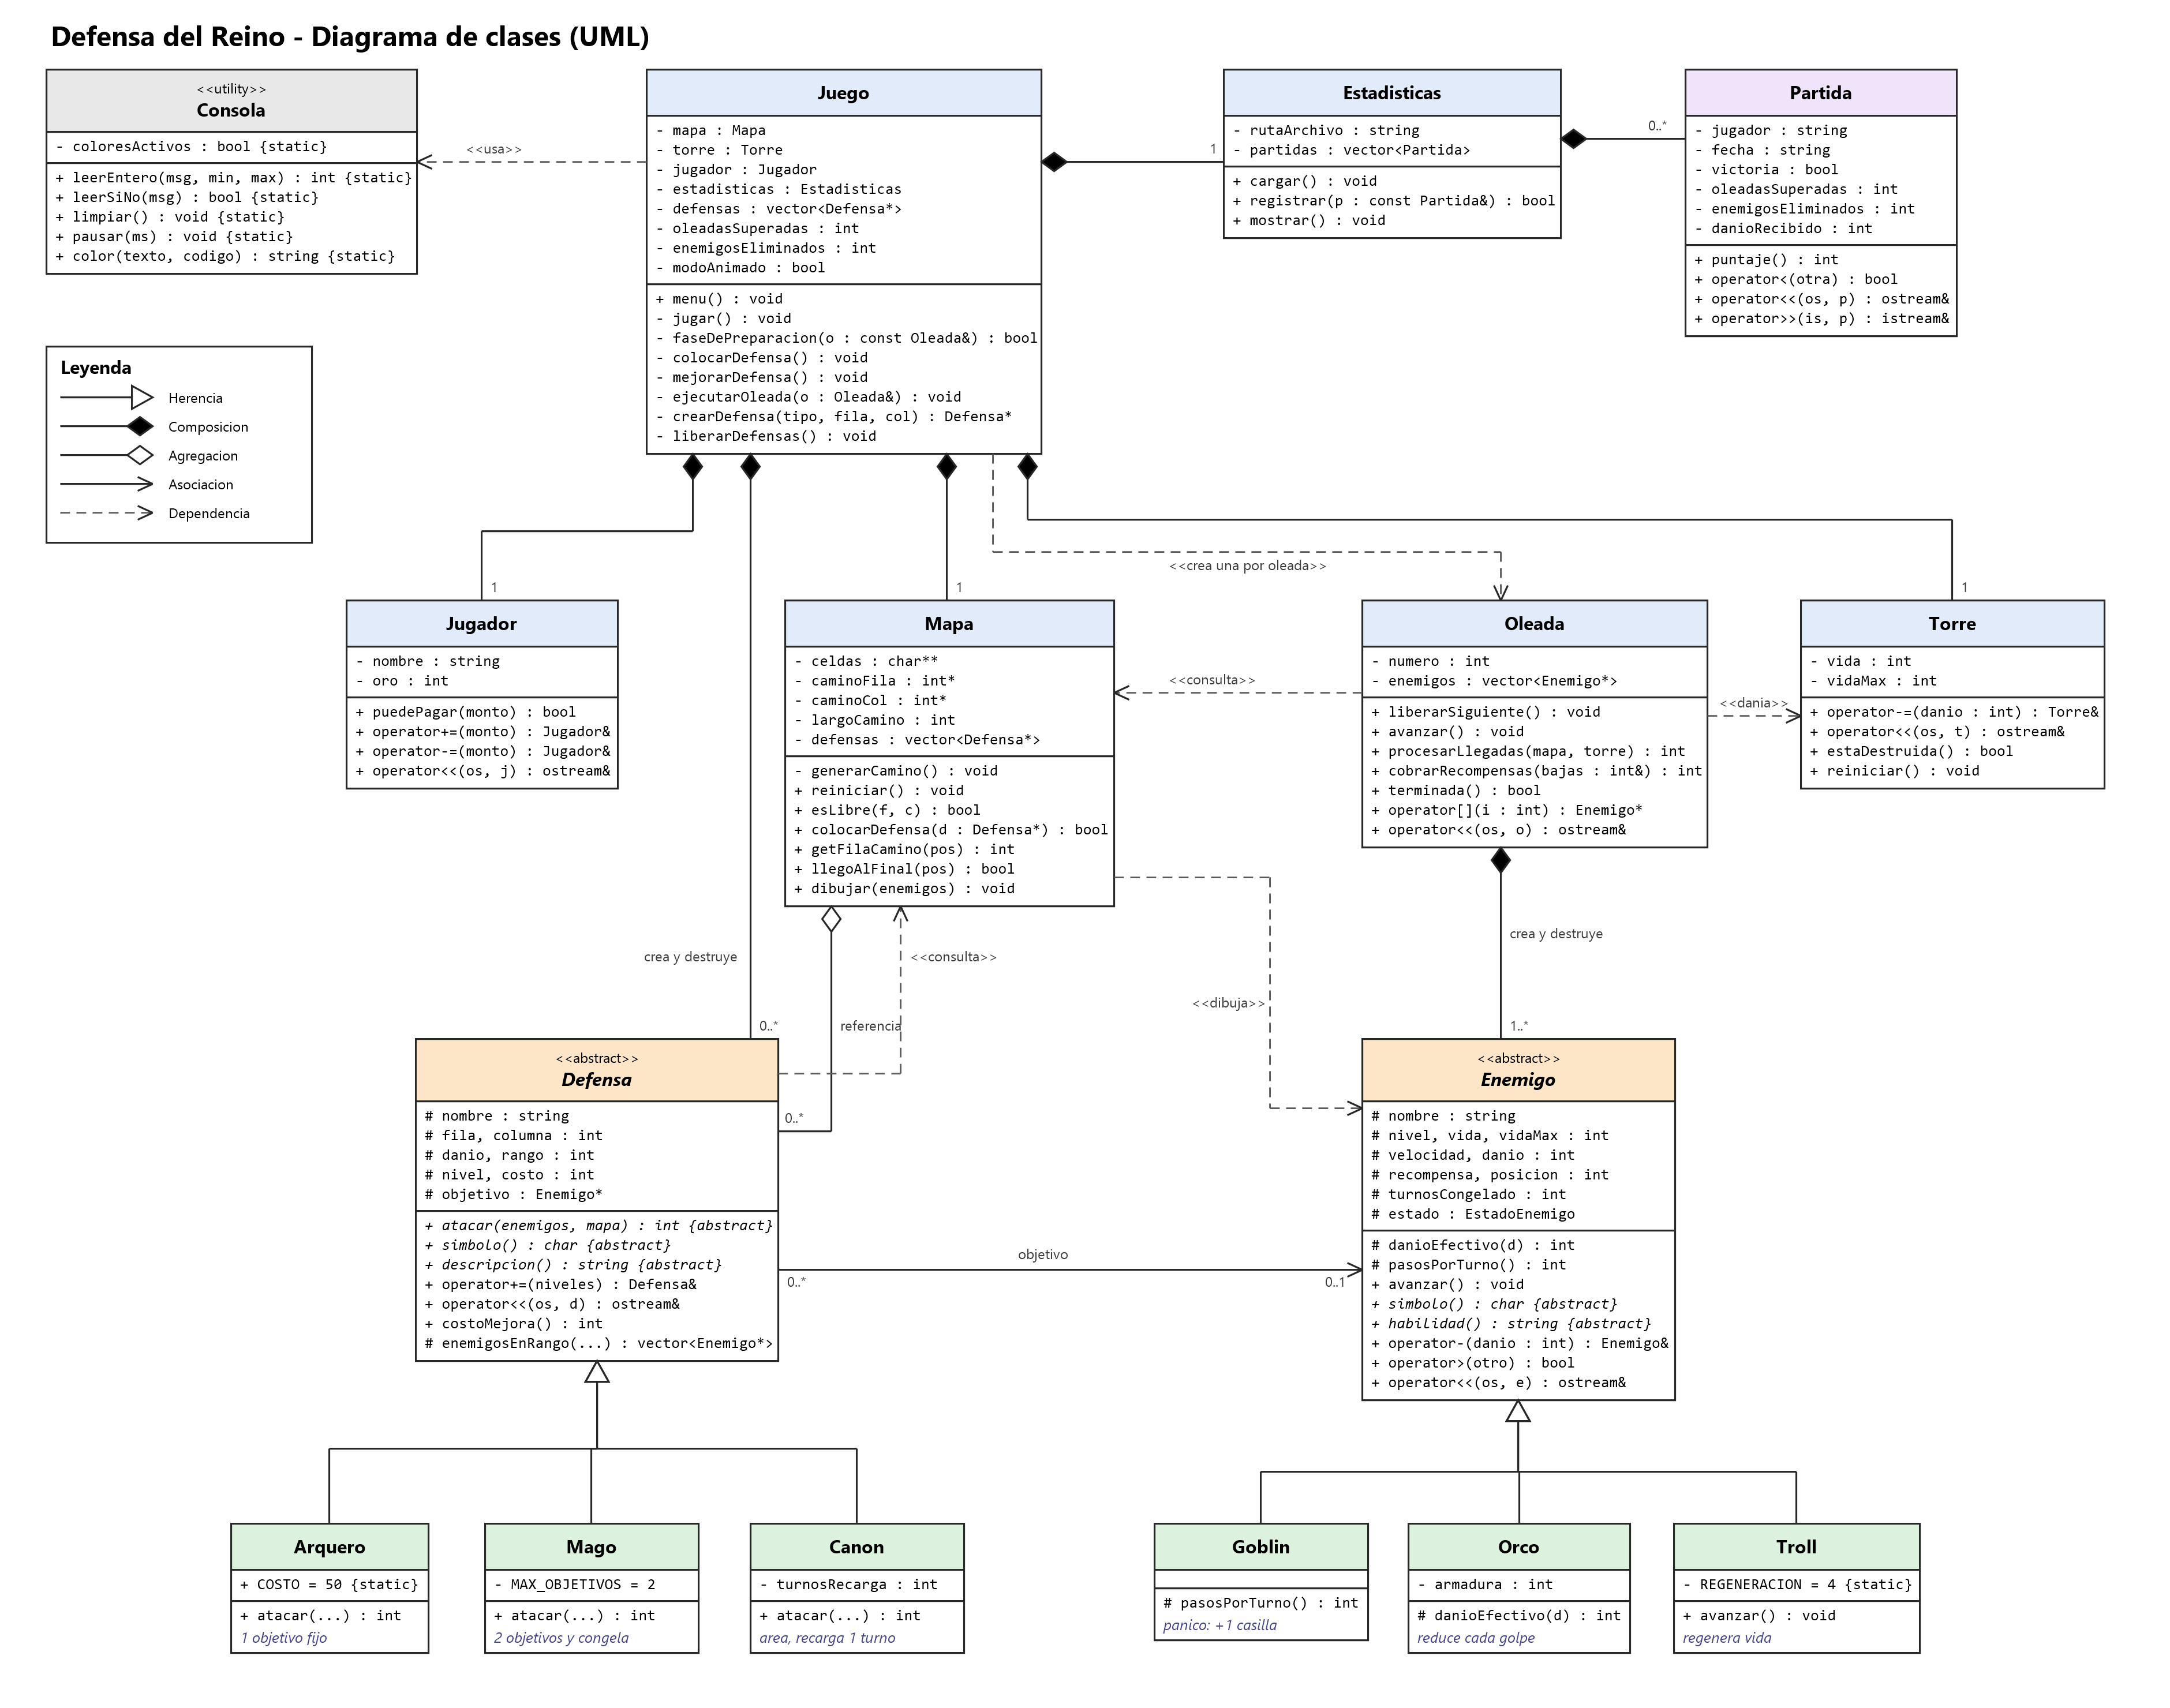 Defensa del Reino - Diagrama de clases (UML)
<<utility>>
Consola
- coloresActivos : bool {static}
+ leerEntero(msg, min, max) : int {static}
+ leerSiNo(msg) : bool {static}
+ limpiar() : void {static}
+ pausar(ms) : void {static}
+ color(texto, codigo) : string {static}
<<usa>>
Juego
- mapa : Mapa
- torre : Torre
- jugador : Jugador
- estadisticas : Estadisticas
- defensas : vector<Defensa*>
- oleadasSuperadas : int
- enemigosEliminados : int
- modoAnimado : bool
+ menu() : void
- jugar() : void
- faseDePreparacion(o : const Oleada&) : bool
- colocarDefensa() : void
- mejorarDefensa() : void
- ejecutarOleada(o : Oleada&) : void
- crearDefensa(tipo, fila, col) : Defensa*
- liberarDefensas() : void
1
Estadisticas
- rutaArchivo : string
- partidas : vector<Partida>
+ cargar() : void
+ registrar(p : const Partida&) : bool
+ mostrar() : void
0..*
Partida
- jugador : string
- fecha : string
- victoria : bool
- oleadasSuperadas : int
- enemigosEliminados : int
- danioRecibido : int
+ puntaje() : int
+ operator<(otra) : bool
+ operator<<(os, p) : ostream&
+ operator>>(is, p) : istream&
Leyenda
Herencia
Composicion
Agregacion
Asociacion
Dependencia
<<crea una por oleada>>
1
1
1
Jugador
- nombre : string
- oro : int
+ puedePagar(monto) : bool
+ operator+=(monto) : Jugador&
+ operator-=(monto) : Jugador&
+ operator<<(os, j) : ostream&
Mapa
- celdas : char**
- caminoFila : int*
- caminoCol : int*
- largoCamino : int
- defensas : vector<Defensa*>
- generarCamino() : void
+ reiniciar() : void
+ esLibre(f, c) : bool
+ colocarDefensa(d : Defensa*) : bool
+ getFilaCamino(pos) : int
+ llegoAlFinal(pos) : bool
+ dibujar(enemigos) : void
<<consulta>>
Oleada
- numero : int
- enemigos : vector<Enemigo*>
+ liberarSiguiente() : void
+ avanzar() : void
+ procesarLlegadas(mapa, torre) : int
+ cobrarRecompensas(bajas : int&) : int
+ terminada() : bool
+ operator[](i : int) : Enemigo*
+ operator<<(os, o) : ostream&
<<dania>>
Torre
- vida : int
- vidaMax : int
+ operator-=(danio : int) : Torre&
+ operator<<(os, t) : ostream&
+ estaDestruida() : bool
+ reiniciar() : void
crea y destruye
<<consulta>>
crea y destruye
<<dibuja>>
0..*
referencia
1..*
0..*
<<abstract>>
Defensa
# nombre : string
# fila, columna : int
# danio, rango : int
# nivel, costo : int
# objetivo : Enemigo*
+ atacar(enemigos, mapa) : int {abstract}
+ simbolo() : char {abstract}
+ descripcion() : string {abstract}
+ operator+=(niveles) : Defensa&
+ operator<<(os, d) : ostream&
+ costoMejora() : int
# enemigosEnRango(...) : vector<Enemigo*>
objetivo
0..*
0..1
<<abstract>>
Enemigo
# nombre : string
# nivel, vida, vidaMax : int
# velocidad, danio : int
# recompensa, posicion : int
# turnosCongelado : int
# estado : EstadoEnemigo
# danioEfectivo(d) : int
# pasosPorTurno() : int
+ avanzar() : void
+ simbolo() : char {abstract}
+ habilidad() : string {abstract}
+ operator-(danio : int) : Enemigo&
+ operator>(otro) : bool
+ operator<<(os, e) : ostream&
Arquero
+ COSTO = 50 {static}
+ atacar(...) : int
1 objetivo fijo
Mago
- MAX_OBJETIVOS = 2
+ atacar(...) : int
2 objetivos y congela
Canon
- turnosRecarga : int
+ atacar(...) : int
area, recarga 1 turno
Goblin
# pasosPorTurno() : int
panico: +1 casilla
Orco
- armadura : int
# danioEfectivo(d) : int
reduce cada golpe
Troll
- REGENERACION = 4 {static}
+ avanzar() : void
regenera vida